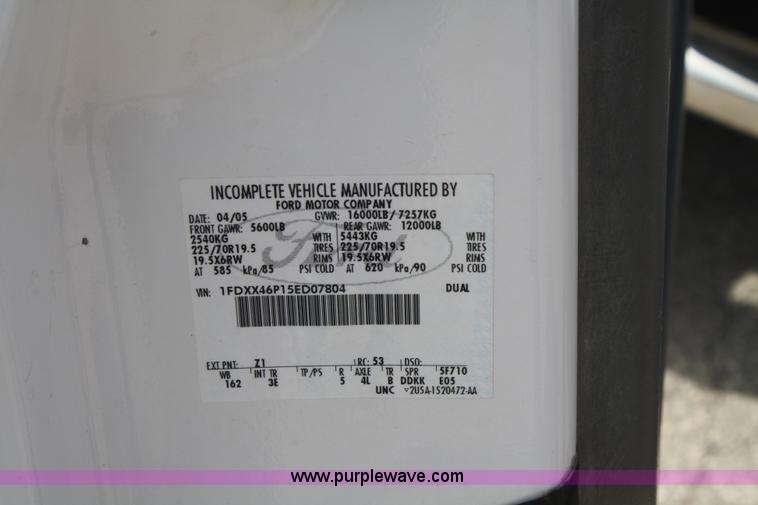 INCOMPLETE VEHICLE MANUFACTURED BY
FORD MOTOR COMPANY
DATE: 04/05 GVWR: 16000LB/ 7257KG
FRONT GAWR: 5600LB REAR GAWR: 12000LB
2540KG WITH 5443KG WITH
225/70R19.5 TIRES 225/70R19.5 TIRES
19.5X6RW RIMS 19.5X6RW RIMS
AT 585 kPa/85 PSI COLD AT 620 kPa/90 PSI COLD
VIN: 1FDXX46P15ED07804 DUAL
EXT PNT: Z1 RC: 53 DSO:
WB INT TR TP/PS R AXLE TR SPR 5F710
162 3E 5 4L B DDKK E05
UNC 2U5A-1520472-AA
www.purplewave.com